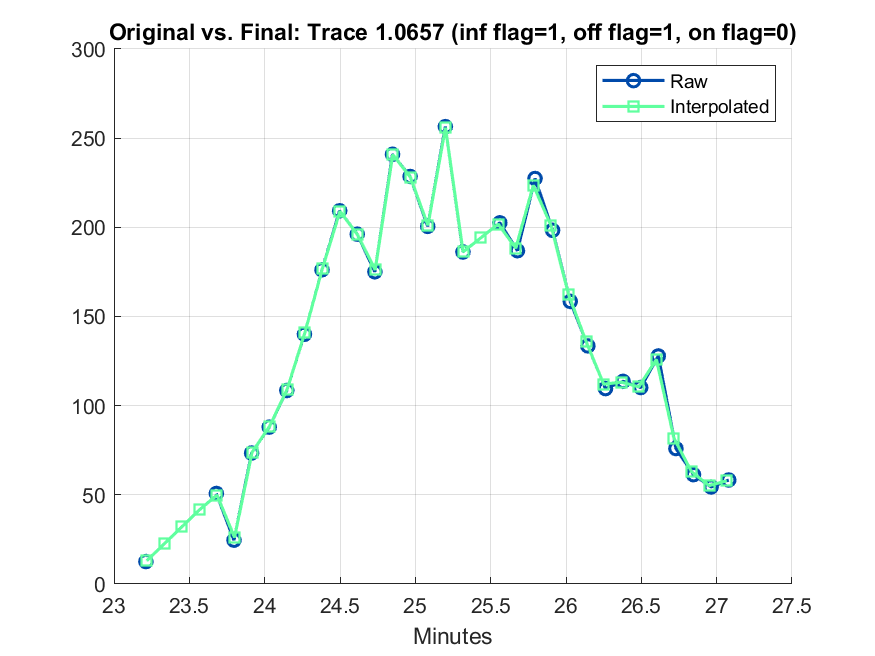 Original vs. Final: Trace 1.0657 (inf flag=1, off flag=1, on flag=0)
300
250
200
150
100
50
0
Raw
Interpolated
23 23.5 24 24.5 25 25.5 26 26.5 27 27.5
Minutes